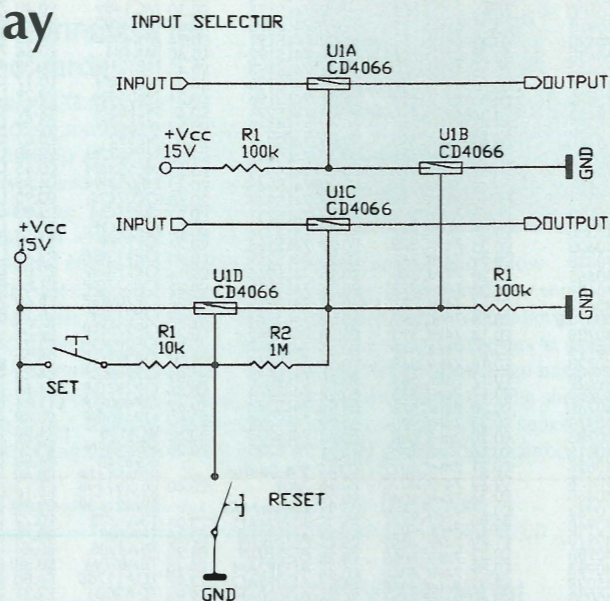 ay
INPUT SELECTOR
U1A
CD4066
INPUT
OUTPUT
+Vcc
15V
R1
100k
U1B
CD4066
GND
U1C
CD4066
INPUT
OUTPUT
+Vcc
15V
U1D
CD4066
R1
100k
GND
R1
10k
R2
1M
SET
RESET
GND